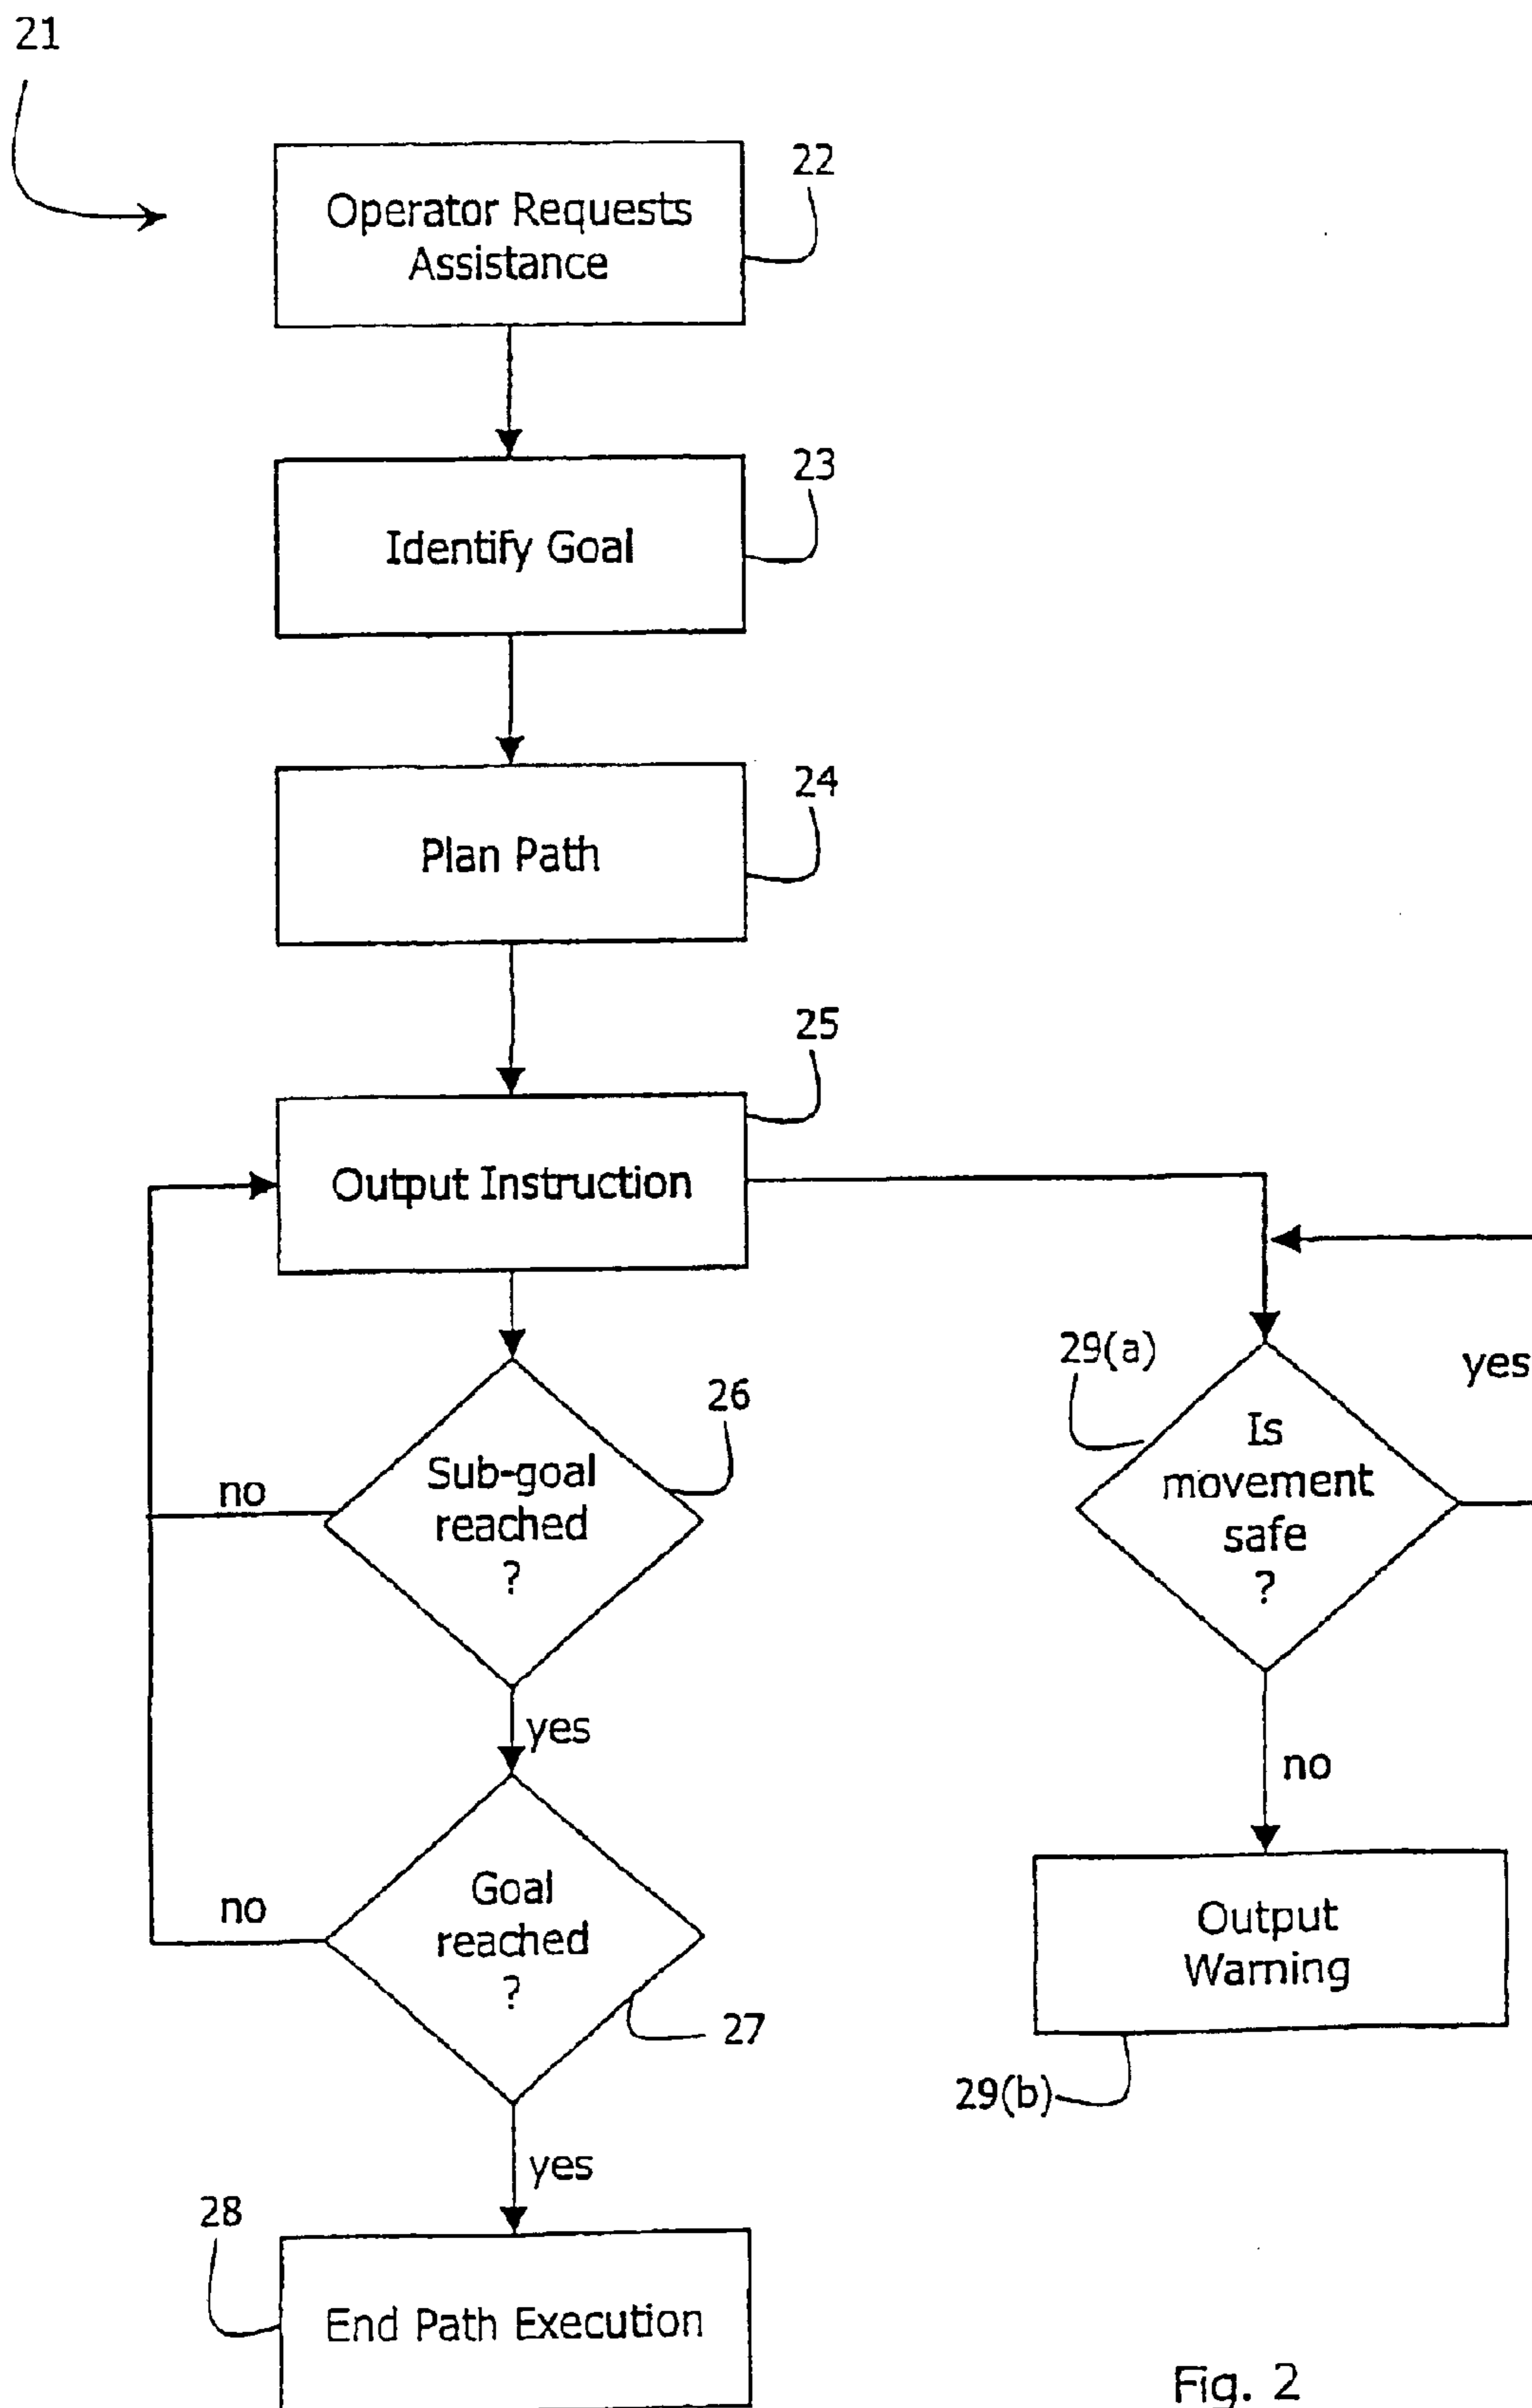 21
22
Operator Requests
Assistance
23
Identify Goal
24
Plan Path
25
Output Instruction
26
Sub-goal
reached
?
no
yes
Goal
reached
?
no
27
yes
28
End Path Execution
29(a)
Is
movement
safe
?
yes
no
Output
Warning
29(b)
Fig. 2